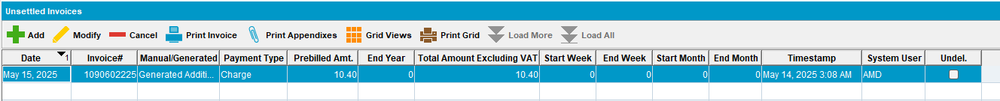 Unsettled Invoices
Add Modify Cancel Print Invoice Print Appendixes Grid Views Print Grid Load More Load All
Date 1 Invoice# Manual/Generated Payment Type Prebilled Amt. End Year Total Amount Excluding VAT Start Week End Week Start Month End Month Timestamp System User Undel.
May 15, 2025 1090602225 Generated Additi... Charge 10.40 0 10.40 0 0 0 0 May 14, 2025 3:08 AM AMD